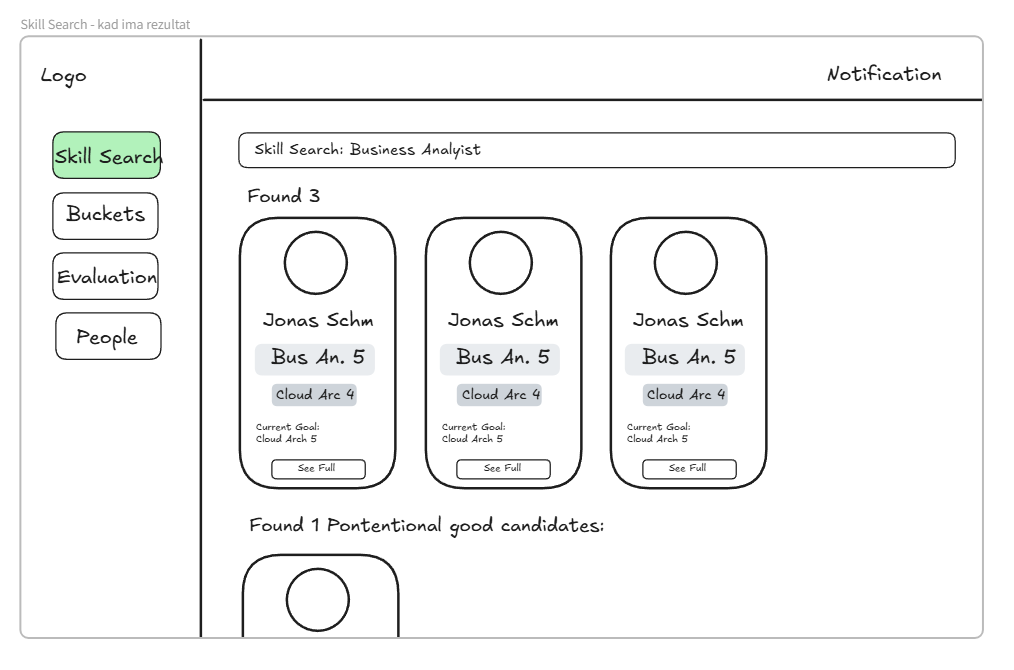 Skill Search - kad ima rezultat
Logo
Notification
Skill Search
Buckets
Evaluation
People
Skill Search: Business Analyist
Found 3
Jonas Schm
Bus An. 5
Cloud Arc 4
Current Goal:
Cloud Arch 5
See Full
Jonas Schm
Bus An. 5
Cloud Arc 4
Current Goal:
Cloud Arch 5
See Full
Jonas Schm
Bus An. 5
Cloud Arc 4
Current Goal:
Cloud Arch 5
See Full
Found 1 Pontentional good candidates: